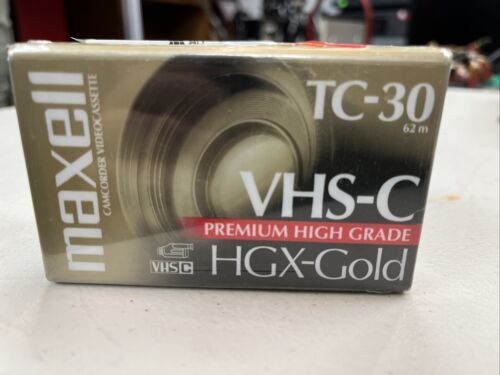 maxell
CAMCORDER VIDEOCASSETTE
TC-30
62 m
VHS-C
PREMIUM HIGH GRADE
VHS C
HGX-Gold